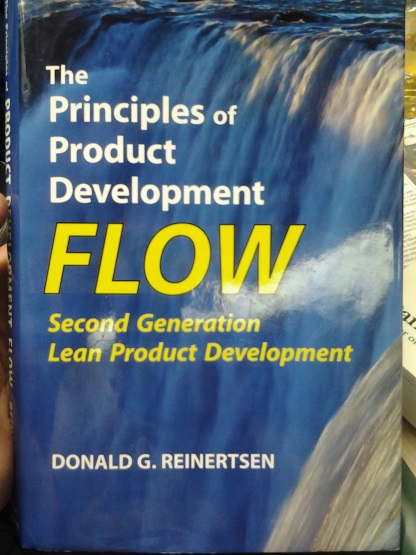 The
Principles of
Product
Development
FLOW
Second Generation
Lean Product Development
DONALD G. REINERTSEN